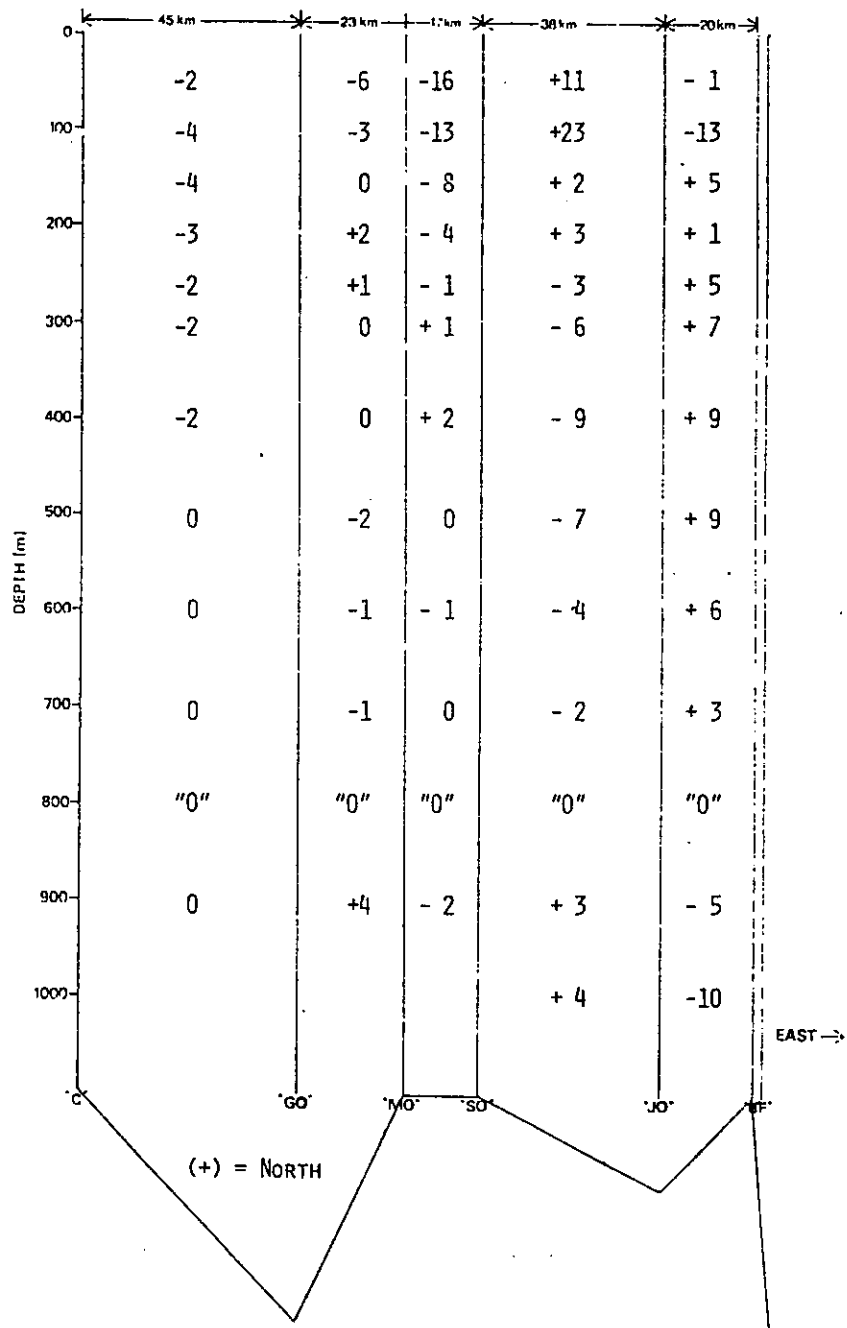 45 km 23 km 38km 20km
0
-2 -6 -16 +11 - 1
100 -4 -3 -13 +23 -13
-4 0 - 8 + 2 + 5
200 -3 +2 - 4 + 3 + 1
-2 +1 - 1 - 3 + 5
300 -2 0 + 1 - 6 + 7
400 -2 0 + 2 - 9 + 9
500 0 -2 0 - 7 + 9
DEPTH (m)
600 0 -1 - 1 - 4 + 6
700 0 -1 0 - 2 + 3
800 "0" "0" "0" "0" "0"
900 0 +4 - 2 + 3 - 5
1000 + 4 -10
EAST
"C" "GO" "MO" "SO" "JO"
(+) = NORTH